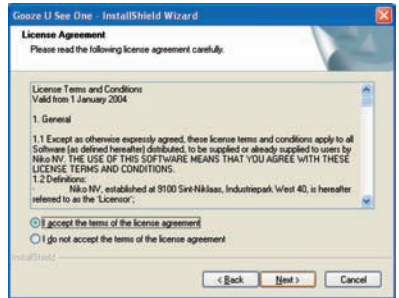 Gooze U See One - InstallShield Wizard
License Agreement
Please read the following license agreement carefully.
License Terms and Conditions
Valid from 1 January 2004
1. General
1.1 Except as otherwise expressly agreed, these license terms and conditions apply to all
Software (as defined hereafter) distributed, to be supplied or already supplied to users by
Niko NV. THE USE OF THIS SOFTWARE MEANS THAT YOU AGREE WITH THESE
LICENSE TERMS AND CONDITIONS.
1.2 Definitions:
- Niko NV, established at 9100 Sint-Niklaas, Industriepark West 40, is hereafter
referred to as the 'Licensor';
I accept the terms of the license agreement
I do not accept the terms of the license agreement
InstallShield
< Back Next > Cancel